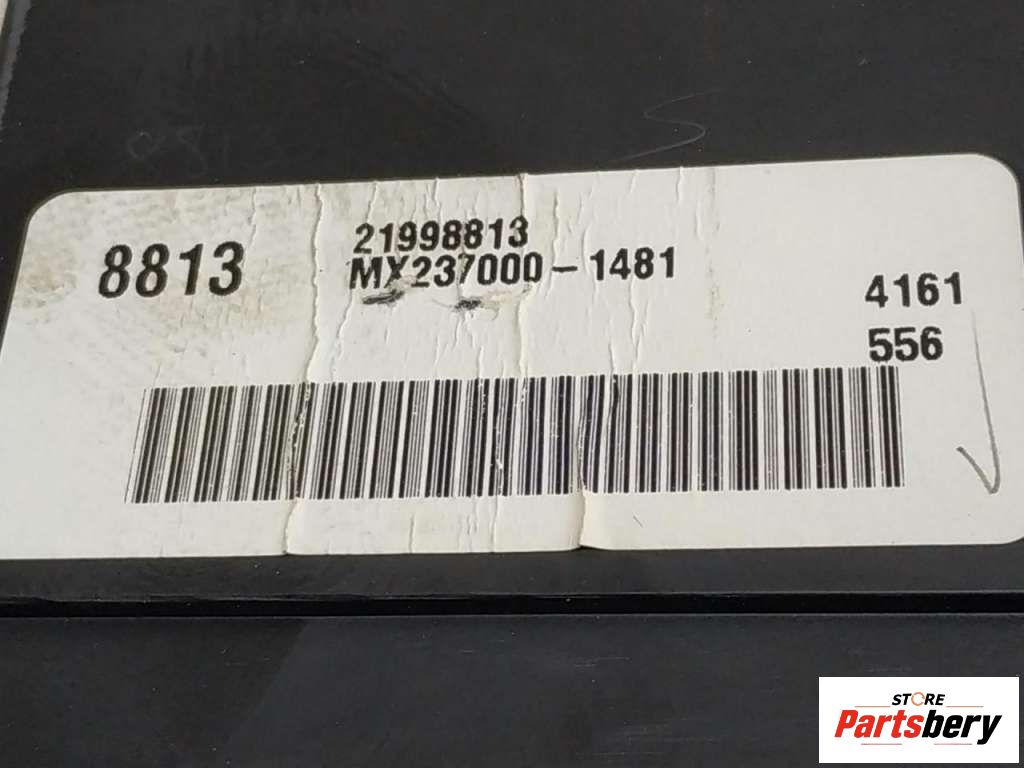 8813
21998813
MX237000-1481
4161
556
STORE
Partsbery